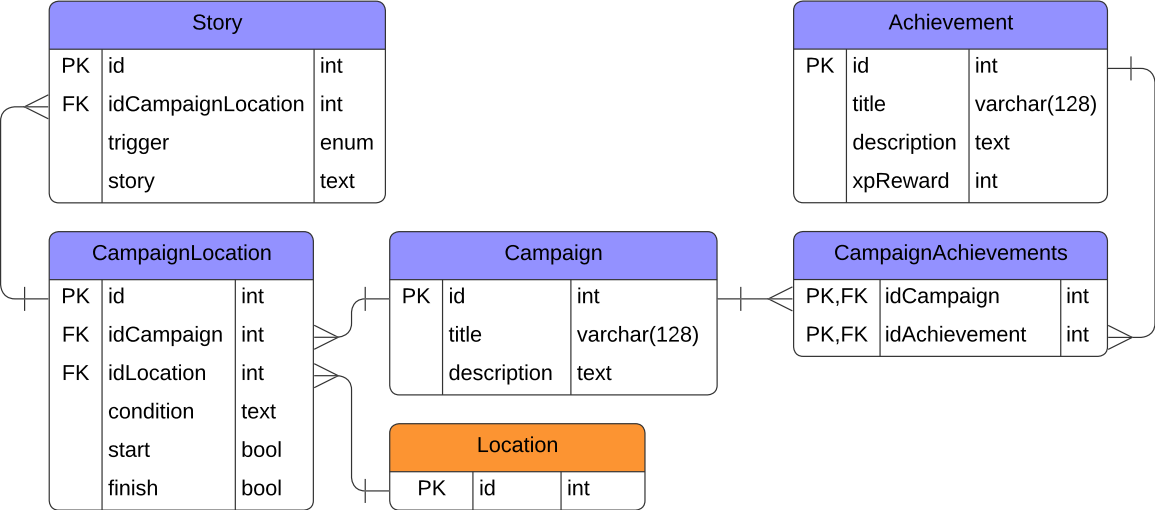 Story
PK id int
FK idCampaignLocation int
trigger enum
story text
Achievement
PK id int
title varchar(128)
description text
xpReward int
CampaignLocation
PK id int
FK idCampaign int
FK idLocation int
condition text
start bool
finish bool
Campaign
PK id int
title varchar(128)
description text
CampaignAchievements
PK,FK idCampaign int
PK,FK idAchievement int
Location
PK id int